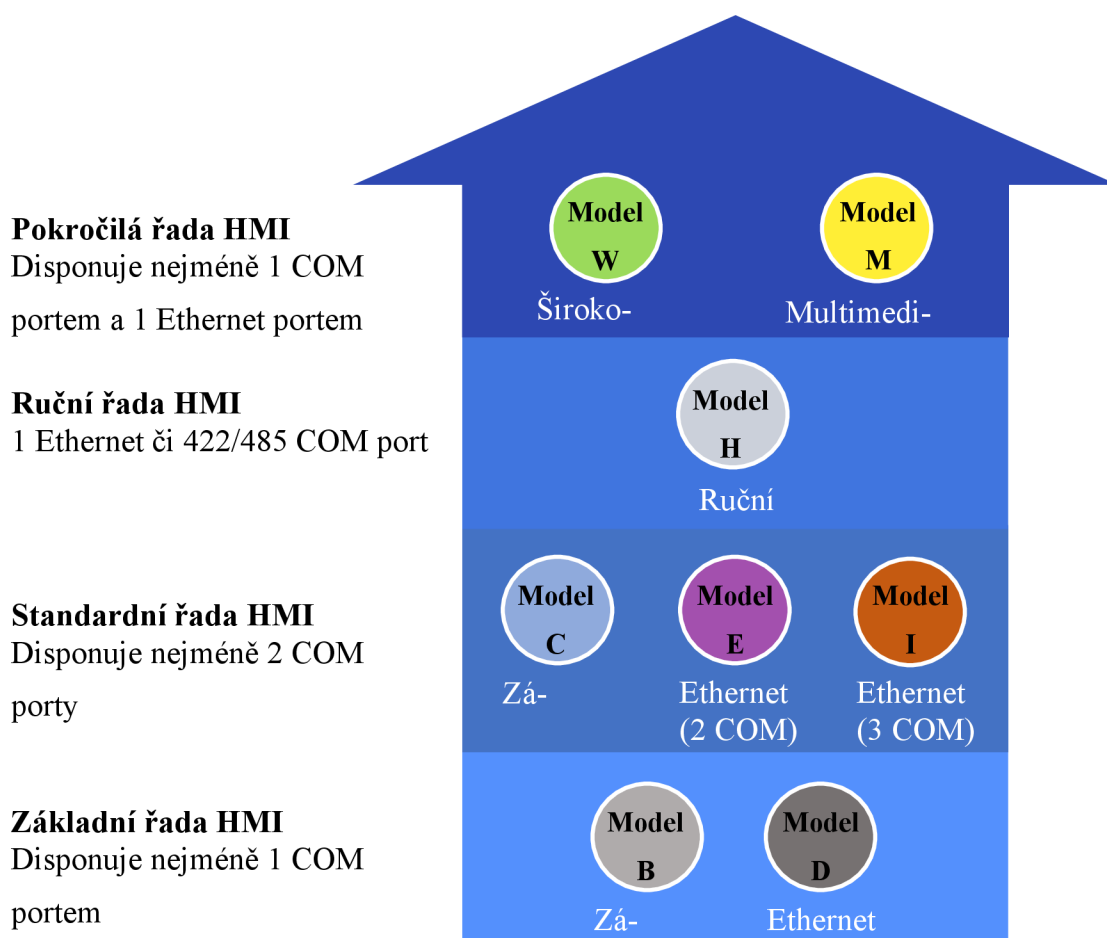 Pokročilá řada HMI
Disponuje nejméně 1 COM
portem a 1 Ethernet portem
Model
W
Široko-
Model
M
Multimedi-
Ruční řada HMI
1 Ethernet či 422/485 COM port
Model
H
Ruční
Standardní řada HMI
Disponuje nejméně 2 COM
porty
Model
C
Zá-
Model
E
Ethernet
(2 COM)
Model
I
Ethernet
(3 COM)
Základní řada HMI
Disponuje nejméně 1 COM
portem
Model
B
Zá-
Model
D
Ethernet